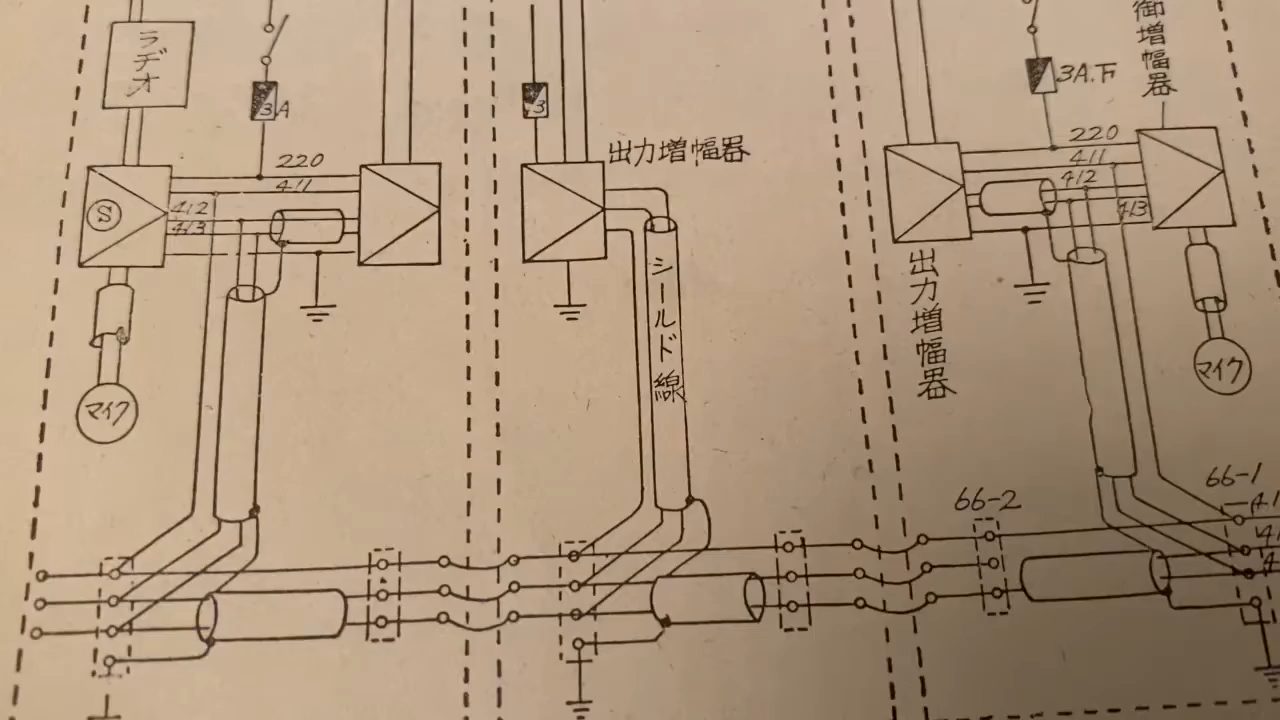 ラヂオ
3A
220
411
412
413
S
マイク
3
出力増幅器
シールド線
御増幅器
3A.下
220
411
412
413
出力増幅器
マイク
66-2
66-1